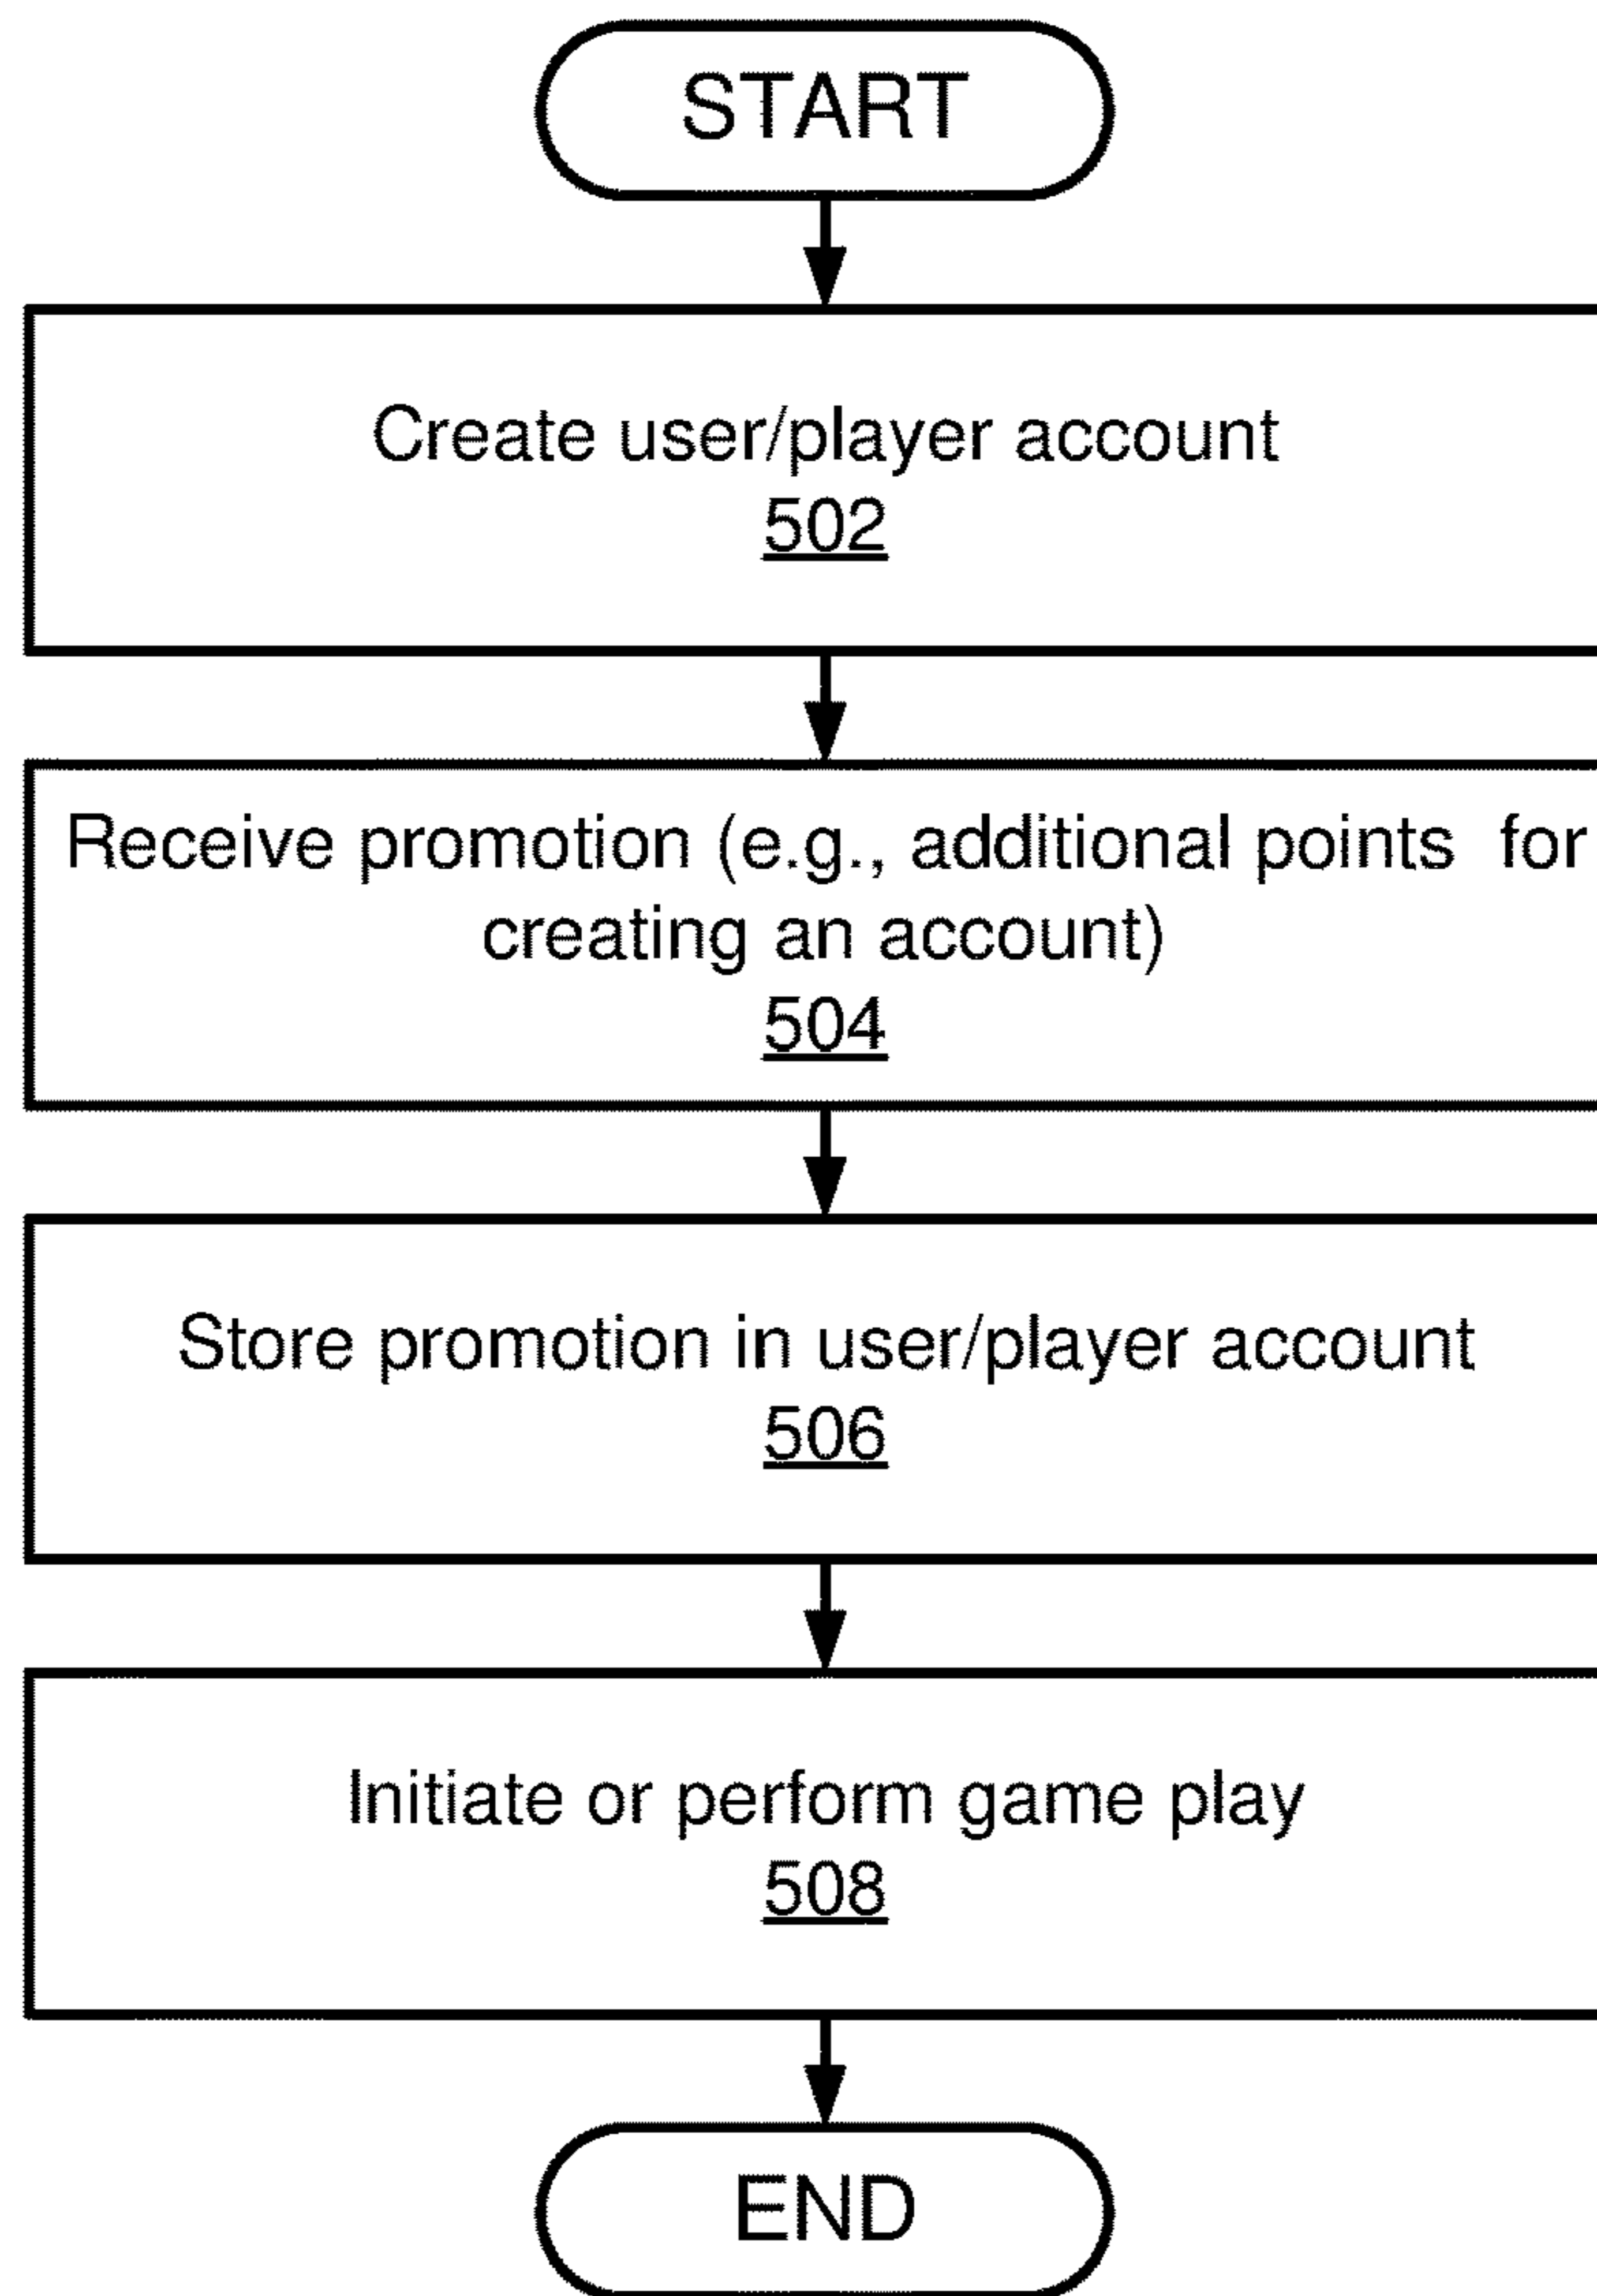 START
Create user/player account
502
Receive promotion (e.g., additional points  for
creating an account)
504
Store promotion in user/player account
506
Initiate or perform game play
508
END